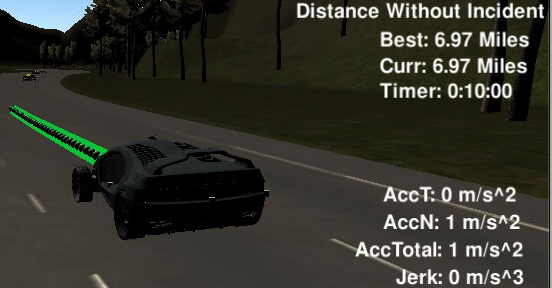 Distance Without Incident
Best: 6.97 Miles
Curr: 6.97 Miles
Timer: 0:10:00
AccT: 0 m/s^2
AccN: 1 m/s^2
AccTotal: 1 m/s^2
Jerk: 0 m/s^3